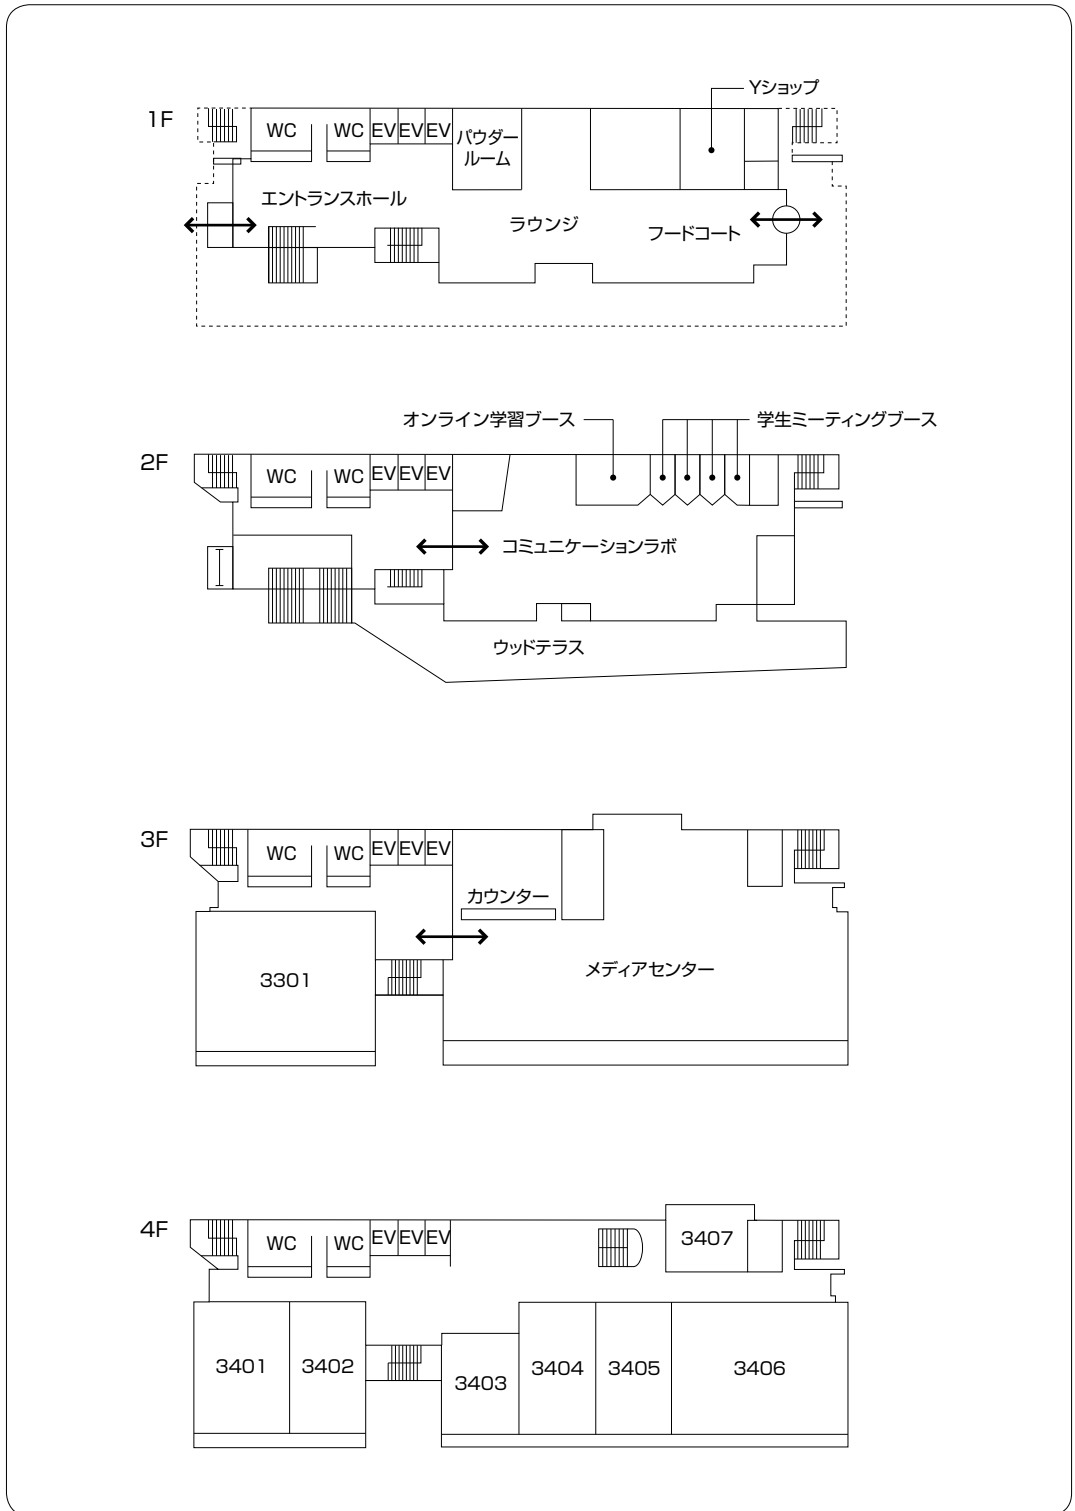 Yショップ
1F
WC
WC
EV
EV
EV
パウダー
ルーム
エントランスホール
ラウンジ
フードコート
オンライン学習ブース
学生ミーティングブース
2F
WC
WC
EV
EV
EV
コミュニケーションラボ
ウッドテラス
3F
WC
WC
EV
EV
EV
カウンター
メディアセンター
3301
4F
WC
WC
EV
EV
EV
3407
3401
3402
3403
3404
3405
3406